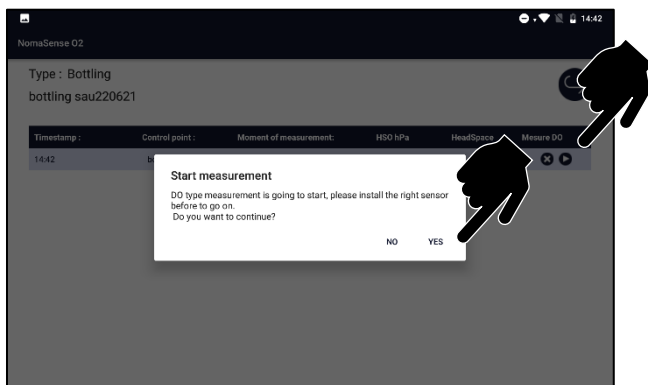 14:42
NomaSense O2
Type : Bottling
bottling sau220621
Timestamp : Control point : Moment of measurement: HSO hPa HeadSpace Mesure DO
14:42
Start measurement
DO type measurement is going to start, please install the right sensor
before to go on.
Do you want to continue?
NO YES